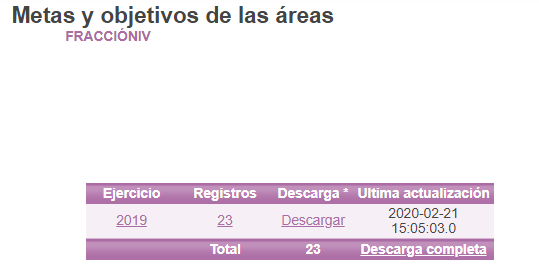 Metas y objetivos de las áreas
FRACCIÓNIV
Ejercicio Registros Descarga * Ultima actualización
2019 23 Descargar 2020-02-21
15:05:03.0
Total 23 Descarga completa